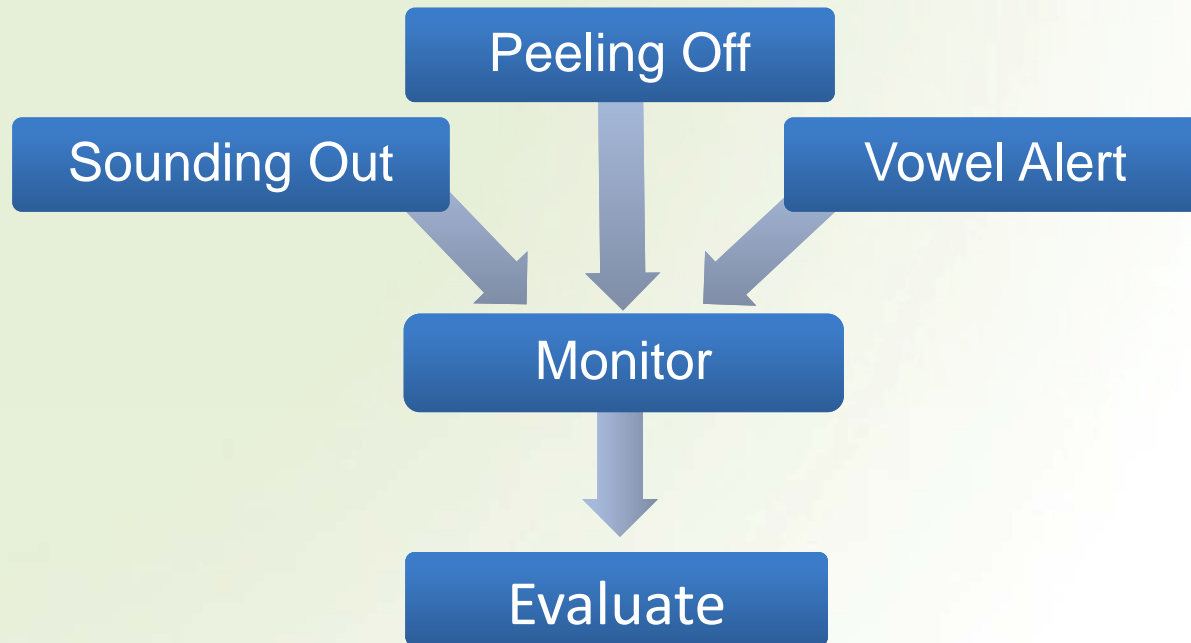 Peeling Off
Sounding Out
Vowel Alert
Monitor
Evaluate